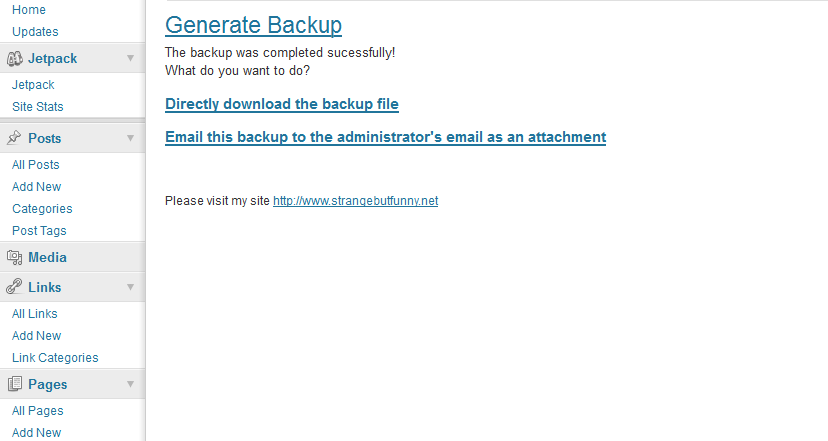 Home
Updates
Jetpack
Jetpack
Site Stats
Posts
All Posts
Add New
Categories
Post Tags
Media
Links
All Links
Add New
Link Categories
Pages
All Pages
Add New
Generate Backup
The backup was completed sucessfully!
What do you want to do?
Directly download the backup file
Email this backup to the administrator's email as an attachment
Please visit my site http://www.strangebutfunny.net